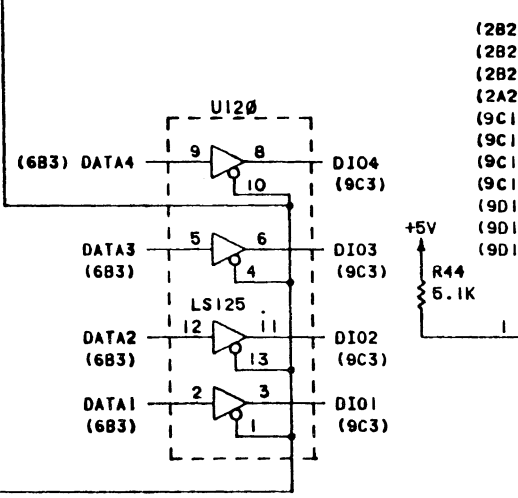 (2B2
(2B2
(2B2
(2A2
(9C1
(9C1
(9C1
(9C1
(9D1
(9D1
(9D1
U120
(6B3) DATA4 9 8 DIO4
10 (9C3)
+5V
DATA3 5 6 DIO3
(6B3) 4 (9C3)
R44
5.1K
LS125
DATA2 12 11 DIO2
(6B3) 13 (9C3)
1
DATA1 2 3 DIO1
(6B3) 1 (9C3)